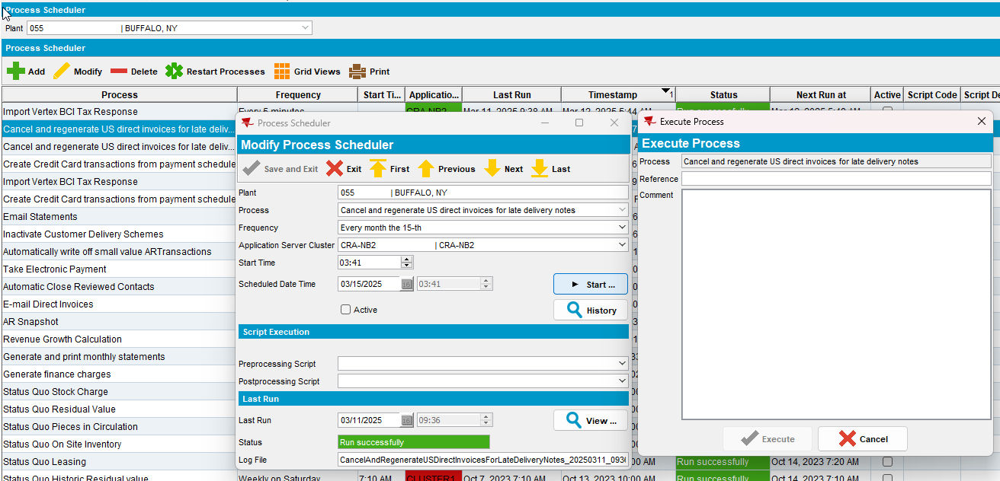 Process Scheduler
Plant 055 | BUFFALO, NY
Process Scheduler
Add Modify Delete Restart Processes Grid Views Print
Process Frequency Start Ti... Applicatio... Last Run Timestamp 1 Status Next Run at Active Script Code Script De
Import Vertex BCI Tax Response Every 5 minutes CRA-NB2 Mar 11, 2025 9:38 AM Mar 12, 2025 5:44 Run successfully
Cancel and regenerate US direct invoices for late deliv...
Cancel and regenerate US direct invoices for late deliv...
Create Credit Card transactions from payment schedule
Import Vertex BCI Tax Response
Create Credit Card transactions from payment schedule
Email Statements
Inactivate Customer Delivery Schemes
Automatically write off small value ARTransactions
Take Electronic Payment
Automatic Close Reviewed Contacts
E-mail Direct Invoices
AR Snapshot
Revenue Growth Calculation
Generate and print monthly statements
Generate finance charges
Status Quo Stock Charge
Status Quo Residual Value
Status Quo Pieces in Circulation
Status Quo On Site Inventory
Status Quo Leasing 00 AM Run successfully Oct 14, 2023 7:20 AM
Status Quo Historic Residual value Weekly on Saturday 7:10 AM CLUSTER1 Oct 7, 2023 7:10 AM Oct 13, 2023 10:00 AM Run successfully Oct 14, 2023 7:10 AM
Process Scheduler
Modify Process Scheduler
Save and Exit Exit First Previous Next Last
Plant 055 | BUFFALO, NY
Process Cancel and regenerate US direct invoices for late delivery notes
Frequency Every month the 15-th
Application Server Cluster CRA-NB2 | CRA-NB2
Start Time 03:41
Scheduled Date Time 03/15/2025 16 03:41 Start ...
Active History
Script Execution
Preprocessing Script
Postprocessing Script
Last Run
Last Run 03/11/2025 16 09:36 View ...
Status Run successfully
Log File CancelAndRegenerateUSDirectInvoicesForLateDeliveryNotes_20250311_093
Execute Process
Execute Process
Process Cancel and regenerate US direct invoices for late delivery notes
Reference
Comment
Execute Cancel